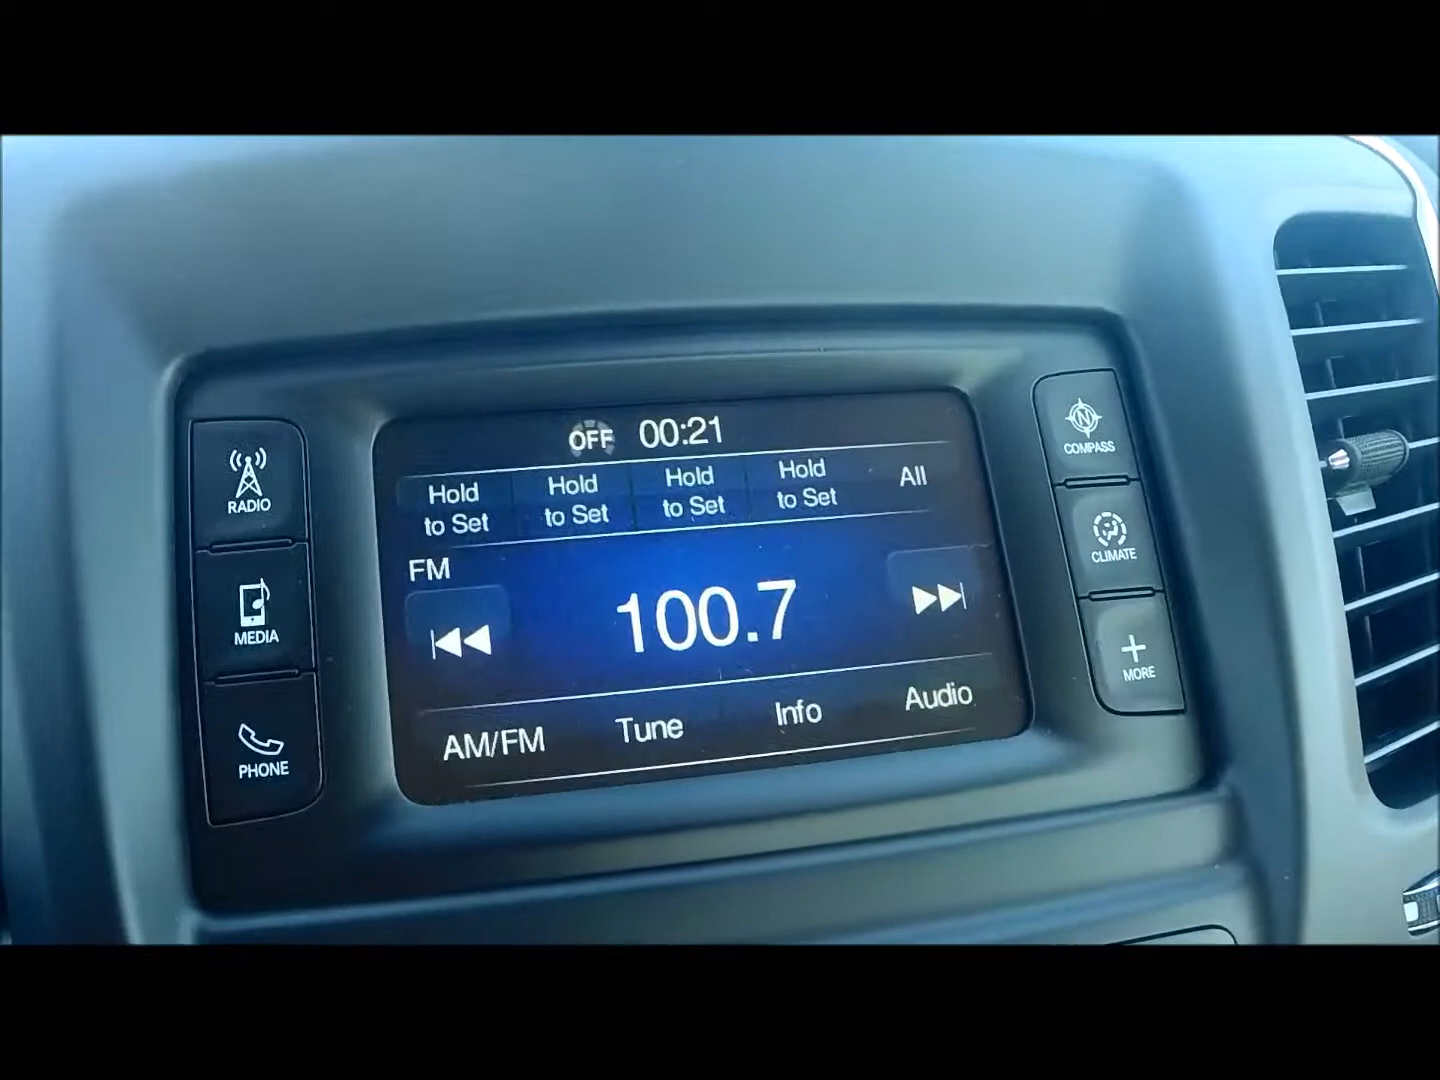 OFF 00:21
Hold to Set
Hold to Set
Hold to Set
Hold to Set
All
FM
100.7
AM/FM Tune Info Audio
RADIO
MEDIA
PHONE
N
COMPASS
CLIMATE
MORE